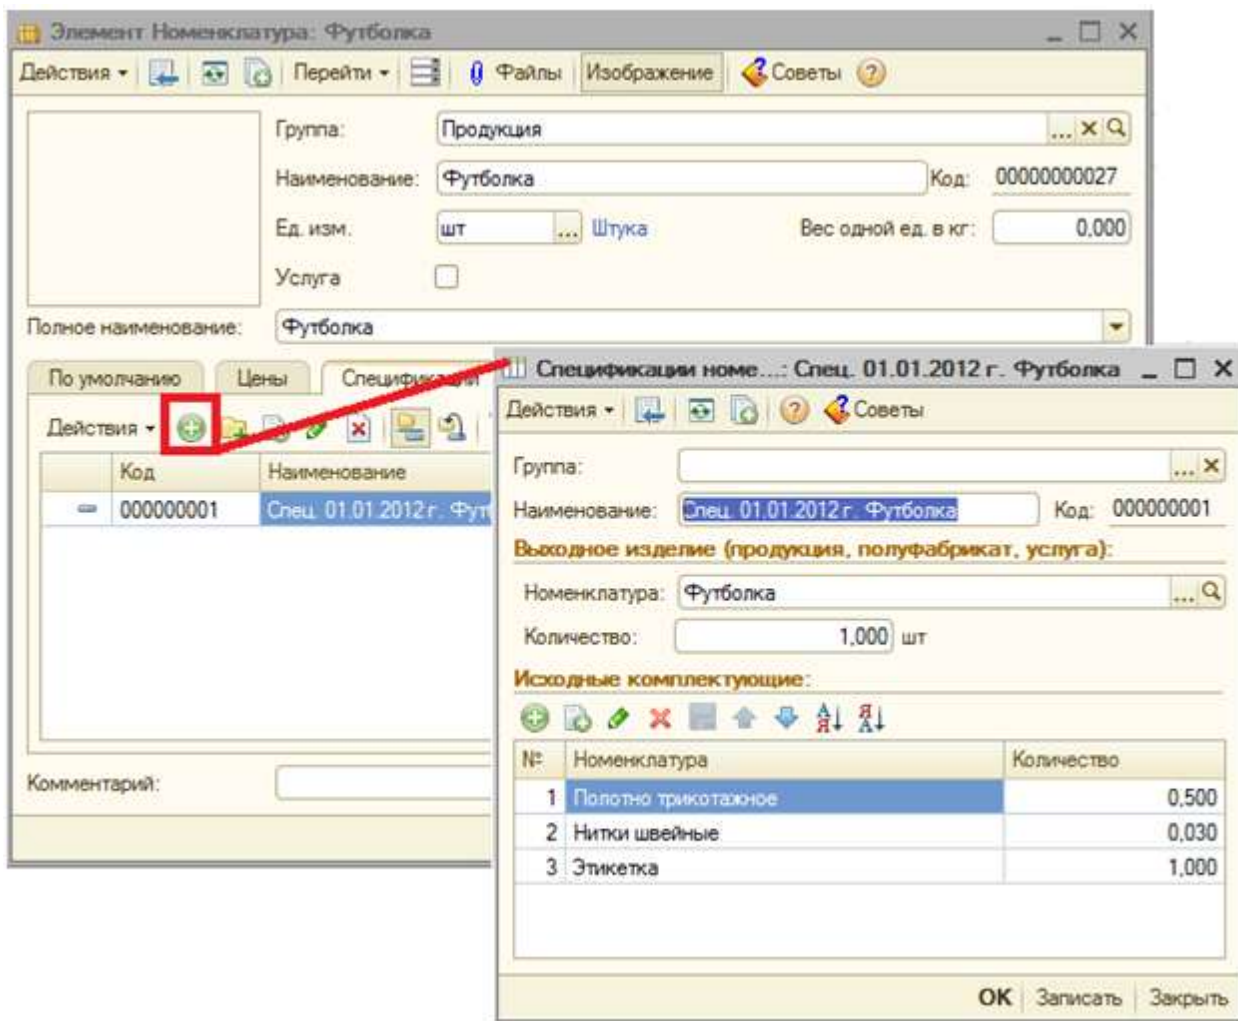 Элемент Номенклатура: Футболка
Действия Перейти Файлы Изображение Советы
Группа: Продукция
Наименование: Футболка Код: 00000000027
Ед. изм. шт ... Штука Вес одной ед. в кг: 0,000
Услуга
Полное наименование: Футболка
По умолчанию Цены Спецификации
Действия
Код Наименование
000000001 Спец. 01.01.2012 г. Фут
Комментарий:
Спецификации номе...: Спец. 01.01.2012 г. Футболка
Действия Советы
Группа:
Наименование: Спец. 01.01.2012 г. Футболка Код: 000000001
Выходное изделие (продукция, полуфабрикат, услуга):
Номенклатура: Футболка
Количество: 1,000 шт
Исходные комплектующие:
№ Номенклатура Количество
1 Полотно трикотажное 0,500
2 Нитки швейные 0,030
3 Этикетка 1,000
OK Записать Закрыть